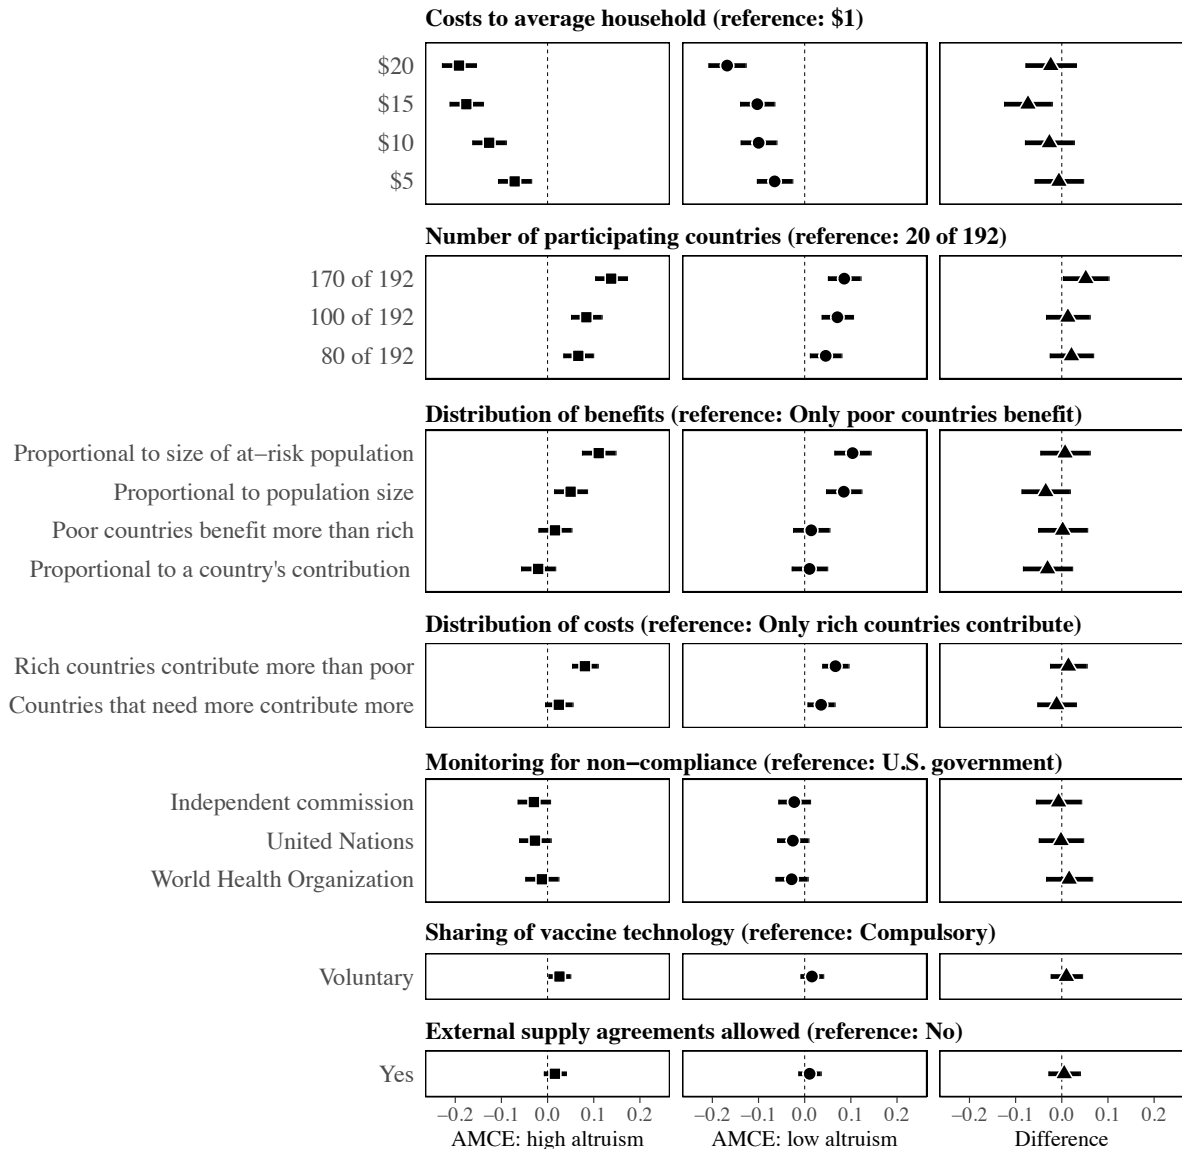 Costs to average household (reference: $1)
$20
$15
$10
$5
Number of participating countries (reference: 20 of 192)
170 of 192
100 of 192
80 of 192
Distribution of benefits (reference: Only poor countries benefit)
Proportional to size of at−risk population
Proportional to population size
Poor countries benefit more than rich
Proportional to a country's contribution
Distribution of costs (reference: Only rich countries contribute)
Rich countries contribute more than poor
Countries that need more contribute more
Monitoring for non−compliance (reference: U.S. government)
Independent commission
United Nations
World Health Organization
Sharing of vaccine technology (reference: Compulsory)
Voluntary
External supply agreements allowed (reference: No)
Yes
−0.2 −0.1 0.0 0.1 0.2 −0.2 −0.1 0.0 0.1 0.2 −0.2 −0.1 0.0 0.1 0.2
AMCE: high altruism AMCE: low altruism Difference